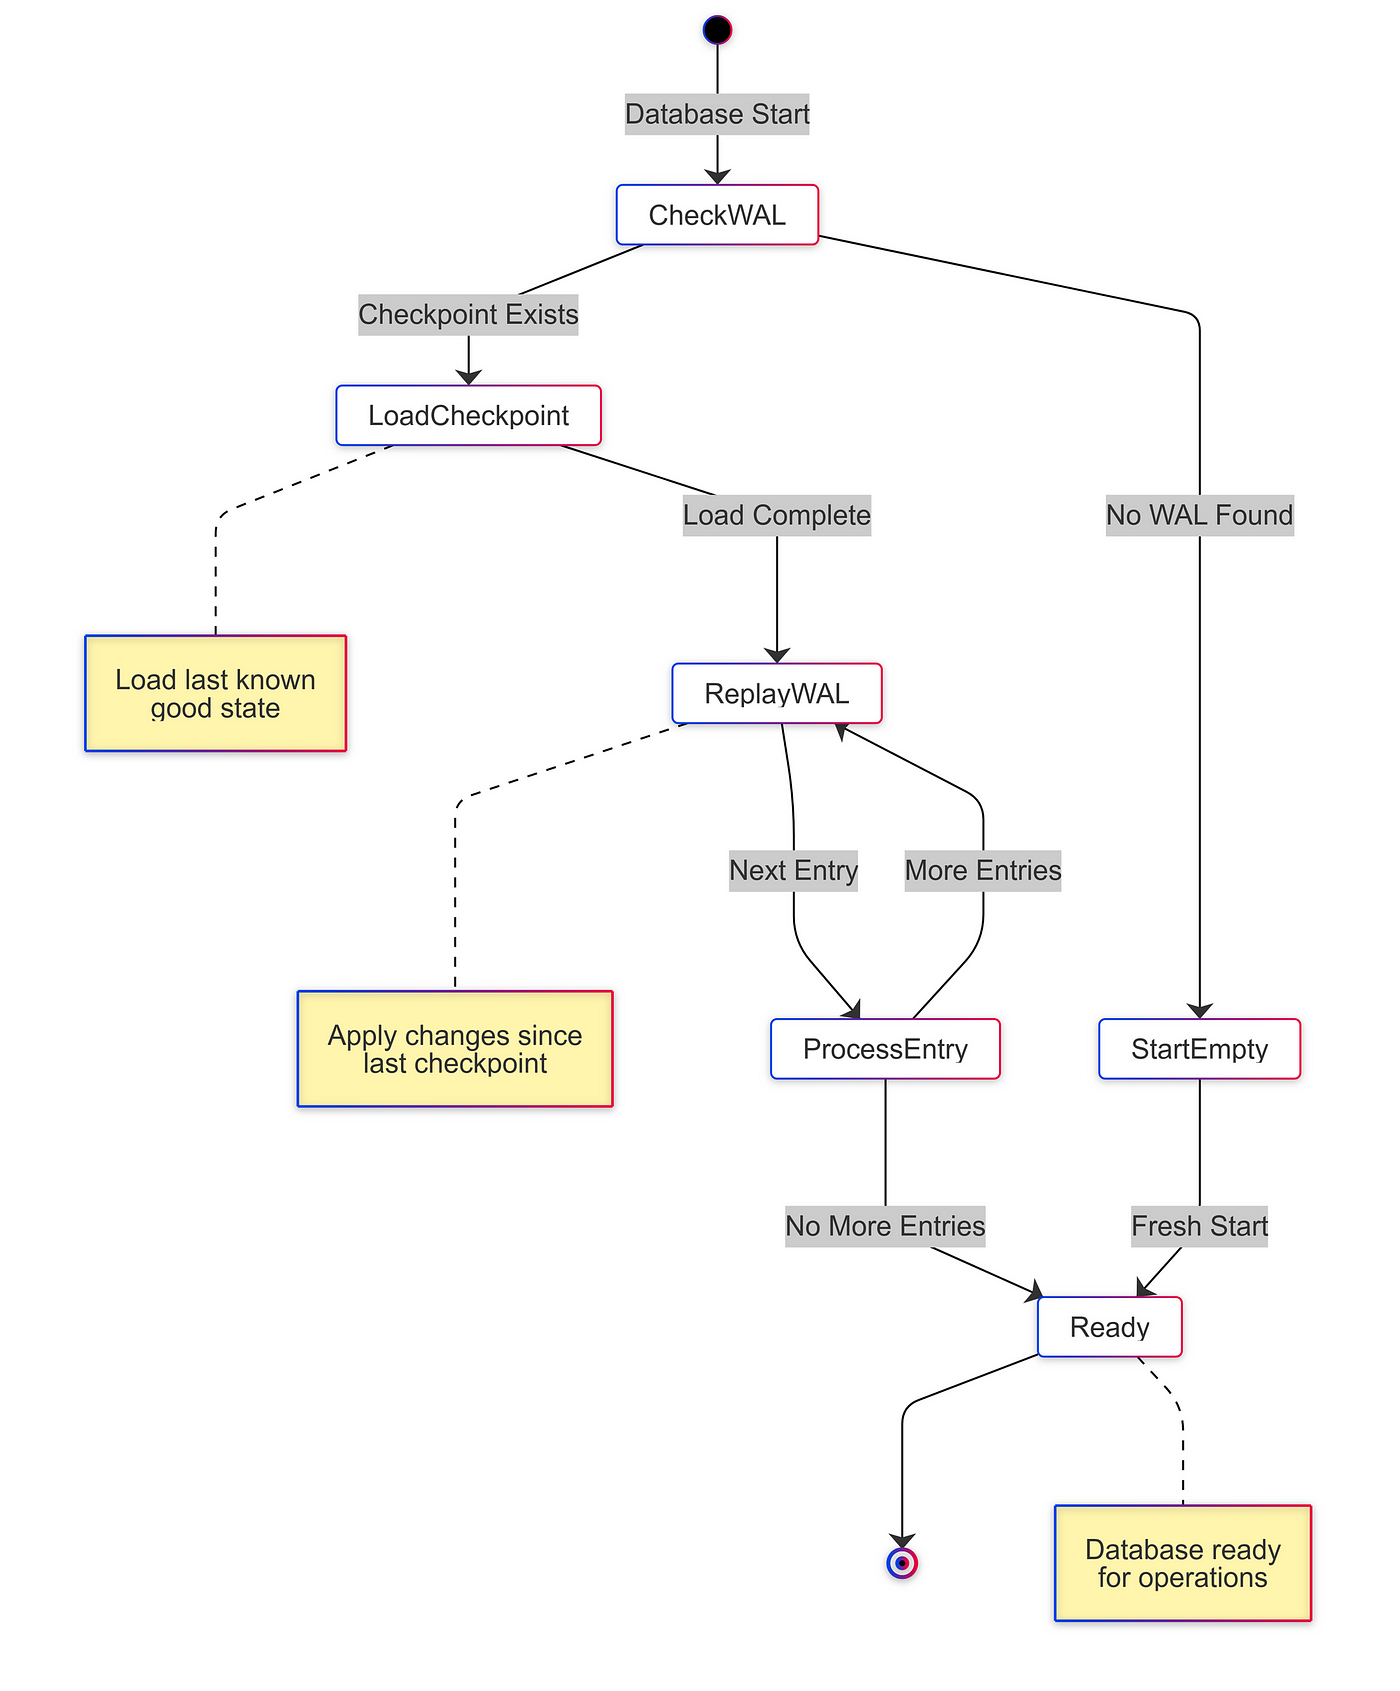 Database Start
CheckWAL
Checkpoint Exists
LoadCheckpoint
Load Complete
No WAL Found
Load last known
good state
ReplayWAL
Next Entry
More Entries
Apply changes since
last checkpoint
ProcessEntry
StartEmpty
No More Entries
Fresh Start
Ready
Database ready
for operations